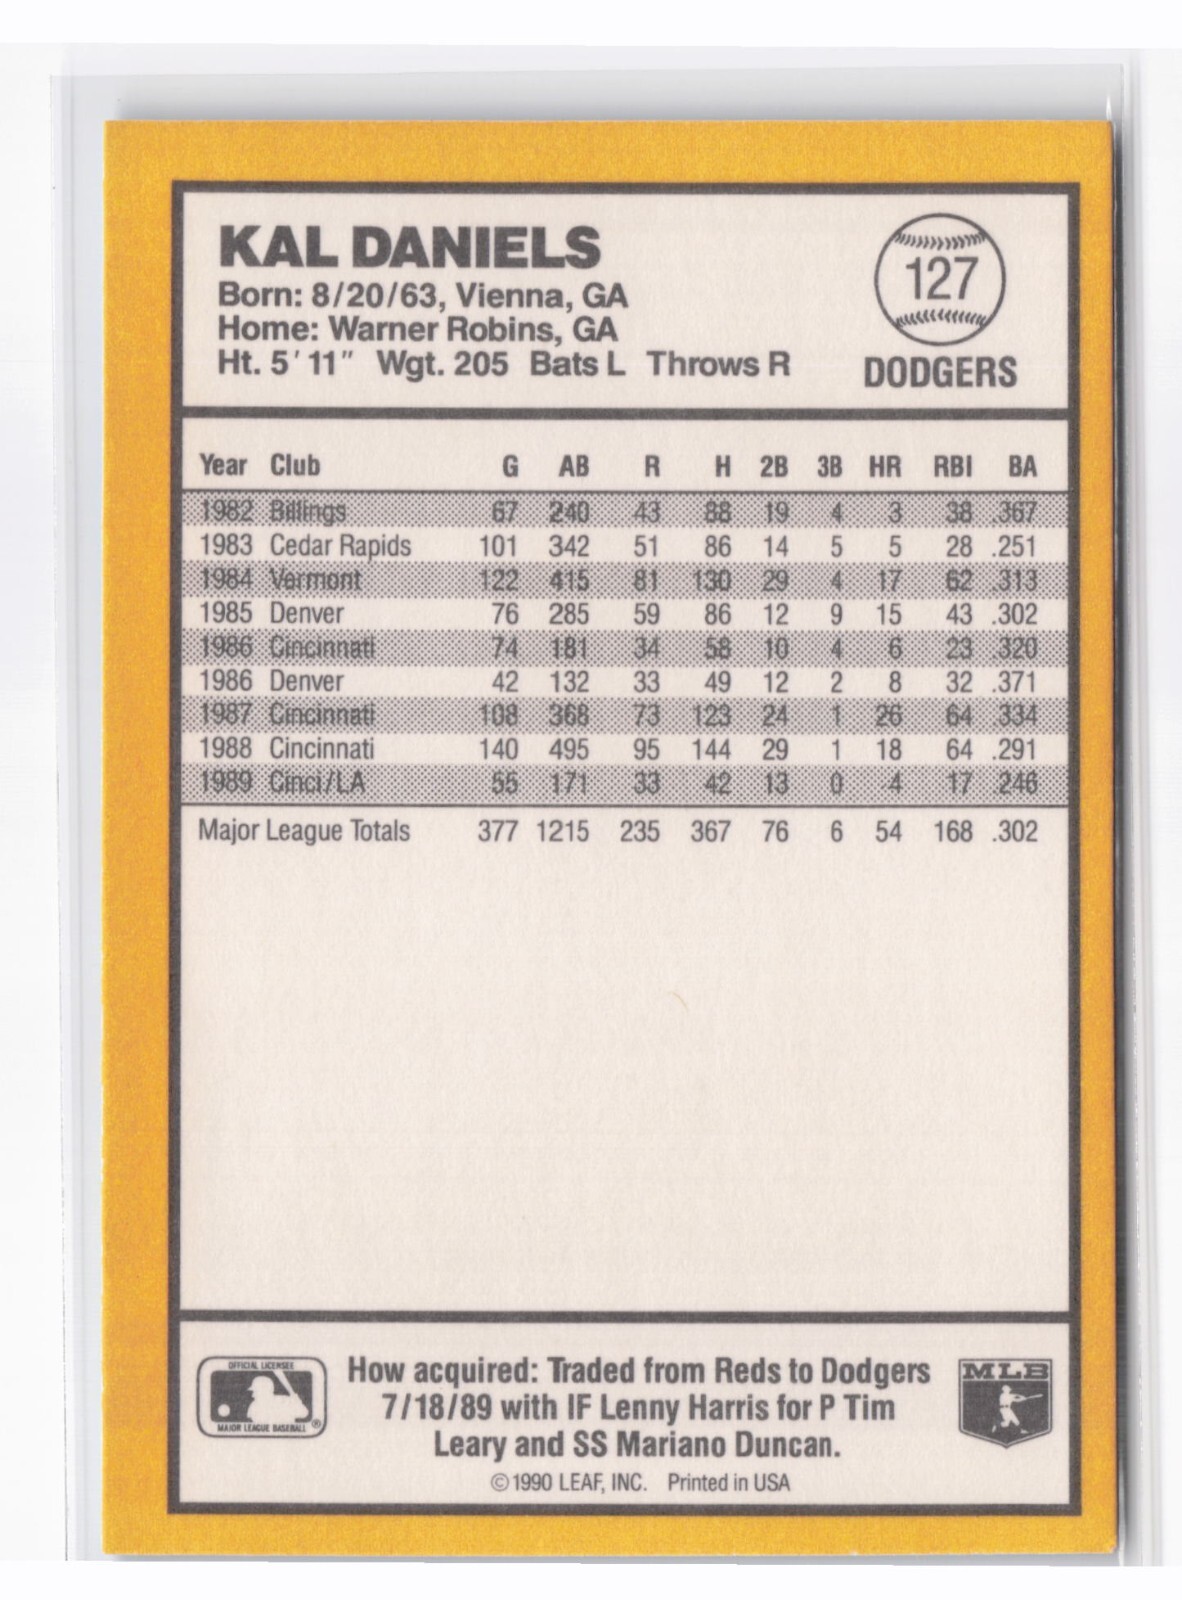 KAL DANIELS
Born: 8/20/63, Vienna, GA
Home: Warner Robins, GA
Ht. 5'11" Wgt. 205 Bats L Throws R
127
DODGERS
Year Club G AB R H 2B 3B HR RBI BA
1982 Billings 67 240 43 88 19 4 3 38 .367
1983 Cedar Rapids 101 342 51 86 14 5 5 28 .251
1984 Vermont 122 415 81 130 29 4 17 62 .313
1985 Denver 76 285 59 86 12 9 15 43 .302
1986 Cincinnati 74 181 34 58 10 4 6 23 .320
1986 Denver 42 132 33 49 12 2 8 32 .371
1987 Cincinnati 108 368 73 123 24 1 26 64 .334
1988 Cincinnati 140 495 95 144 29 1 18 64 .291
1989 Cinci/LA 55 171 33 42 13 0 4 17 .246
Major League Totals 377 1215 235 367 76 6 54 168 .302
OFFICIAL LICENSEE
MAJOR LEAGUE BASEBALL ®
How acquired: Traded from Reds to Dodgers
7/18/89 with IF Lenny Harris for P Tim
Leary and SS Mariano Duncan.
© 1990 LEAF, INC. Printed in USA
MLB